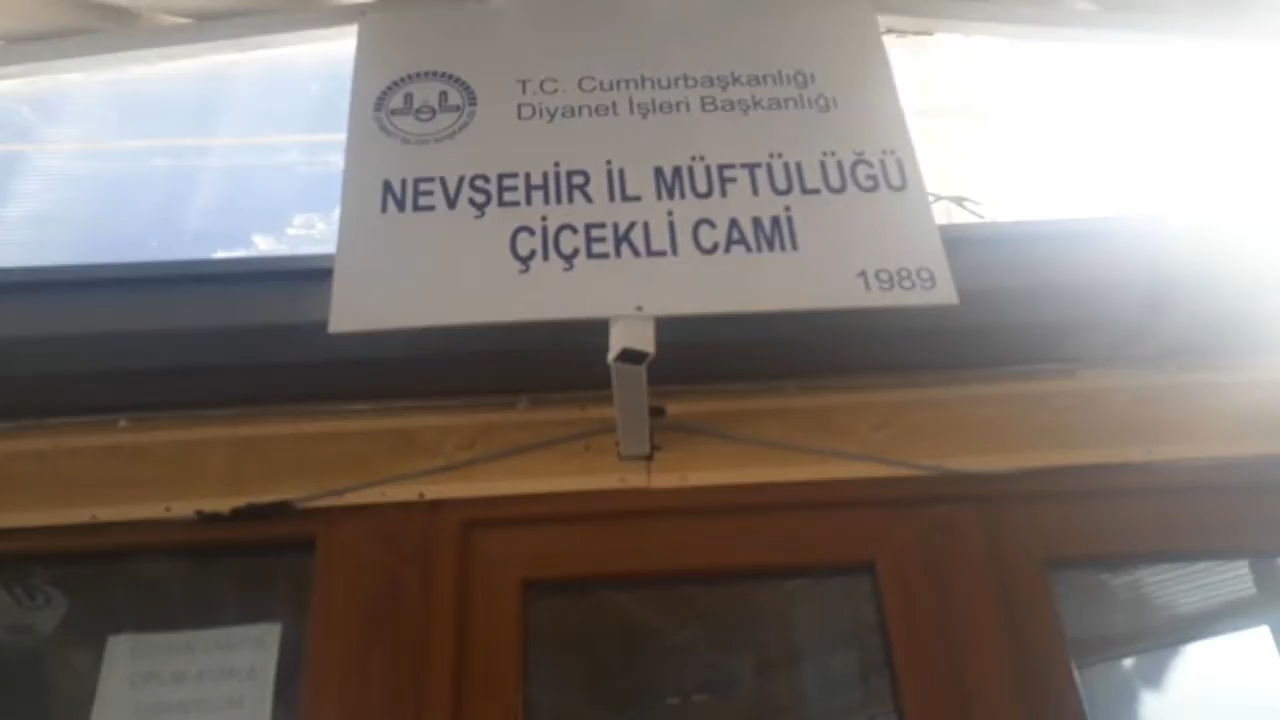 T.C. Cumhurbaşkanlığı
Diyanet İşleri Başkanlığı
NEVŞEHİR İL MÜFTÜLÜĞÜ
ÇİÇEKLİ CAMİ
1989